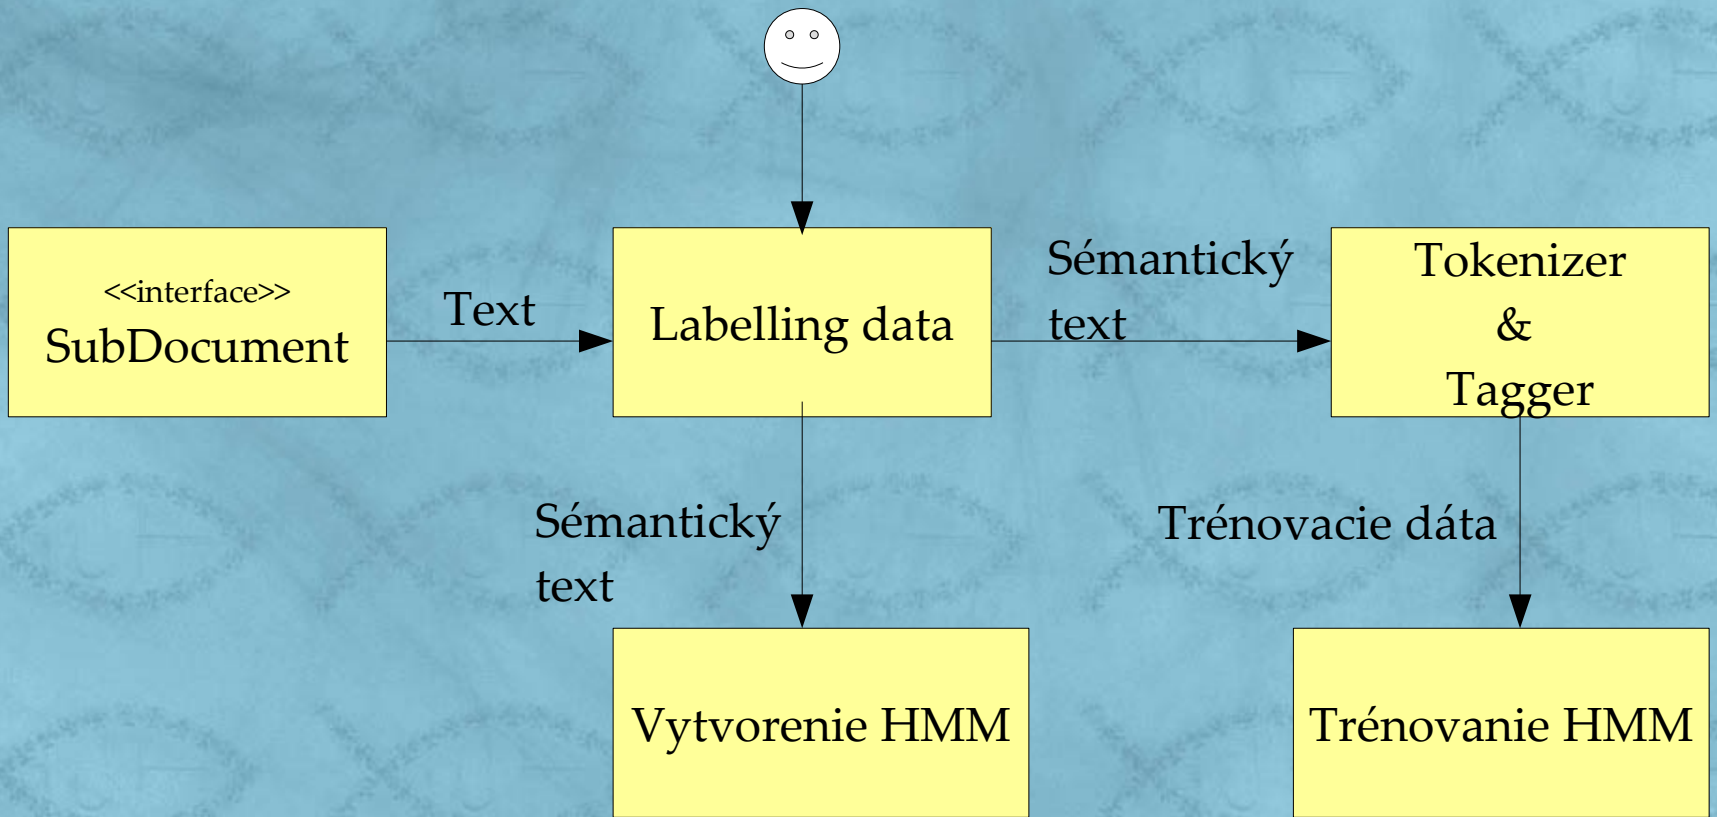 <<interface>>
SubDocument
Text
Labelling data
Sémantický
text
Tokenizer
&
Tagger
Sémantický
text
Trénovacie dáta
Vytvorenie HMM
Trénovanie HMM